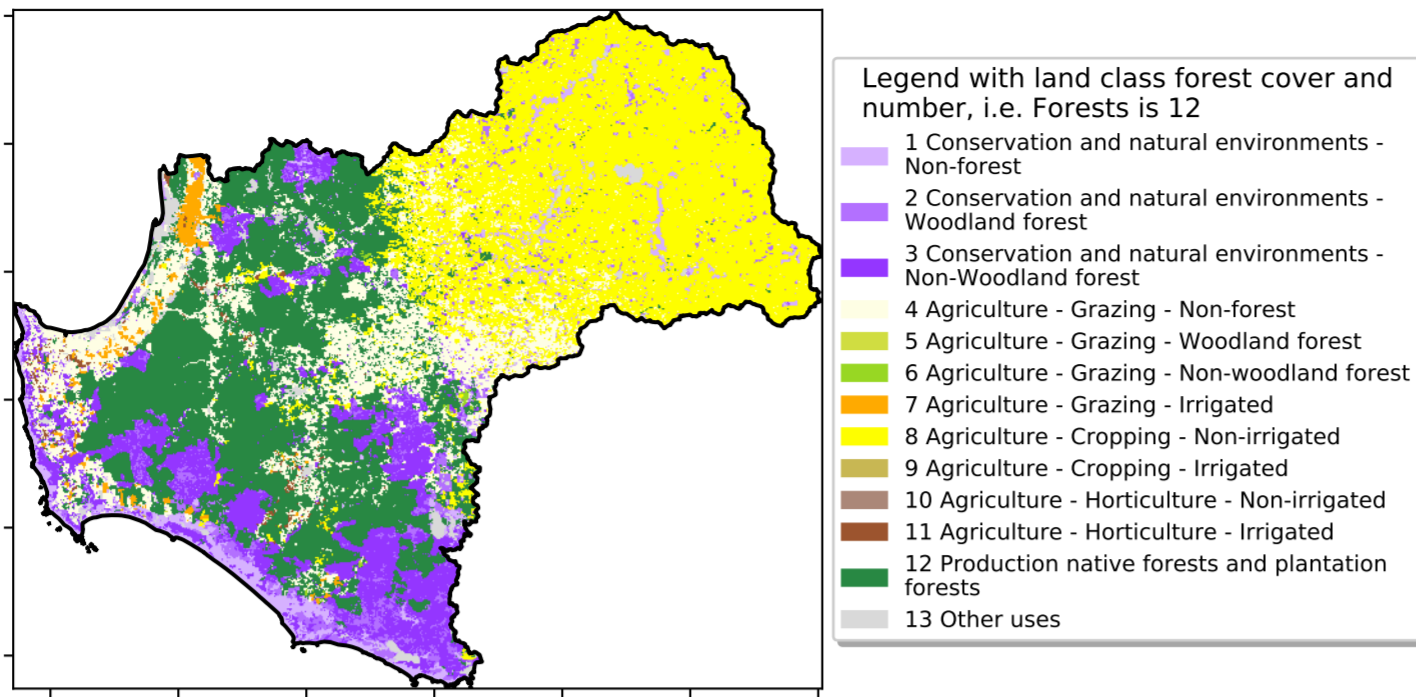 Legend with land class forest cover and
number, i.e. Forests is 12
1 Conservation and natural environments -
Non-forest
2 Conservation and natural environments -
Woodland forest
3 Conservation and natural environments -
Non-Woodland forest
4 Agriculture - Grazing - Non-forest
5 Agriculture - Grazing - Woodland forest
6 Agriculture - Grazing - Non-woodland forest
7 Agriculture - Grazing - Irrigated
8 Agriculture - Cropping - Non-irrigated
9 Agriculture - Cropping - Irrigated
10 Agriculture - Horticulture - Non-irrigated
11 Agriculture - Horticulture - Irrigated
12 Production native forests and plantation
forests
13 Other uses